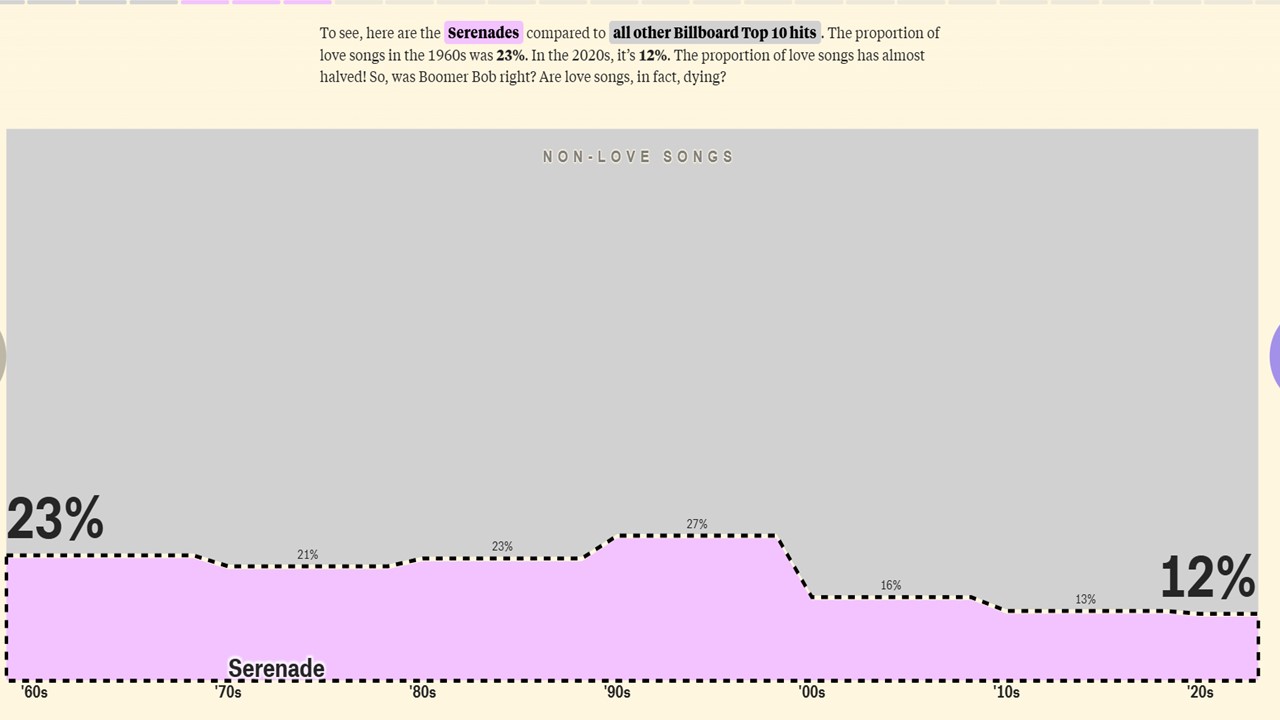 To see, here are the Serenades compared to all other Billboard Top 10 hits. The proportion of
love songs in the 1960s was 23%. In the 2020s, it’s 12%. The proportion of love songs has almost
halved! So, was Boomer Bob right? Are love songs, in fact, dying?
NON-LOVE SONGS
23%
21%
23%
27%
16%
13%
12%
Serenade
'60s '70s '80s '90s '00s '10s '20s